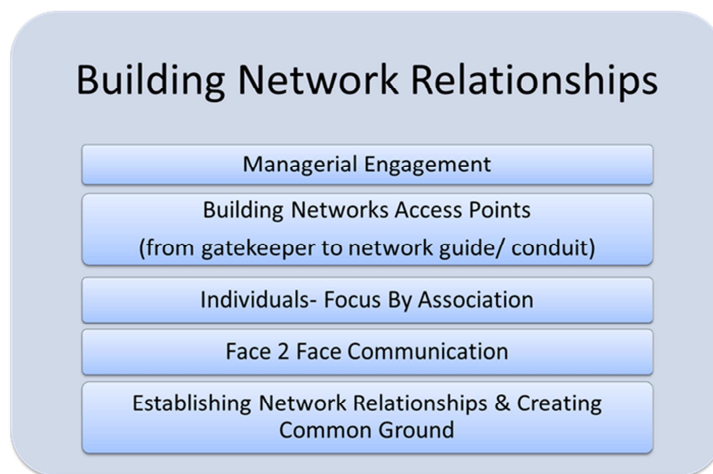 Building Network Relationships
Managerial Engagement
Building Networks Access Points
(from gatekeeper to network guide/ conduit)
Individuals- Focus By Association
Face 2 Face Communication
Establishing Network Relationships & Creating
Common Ground